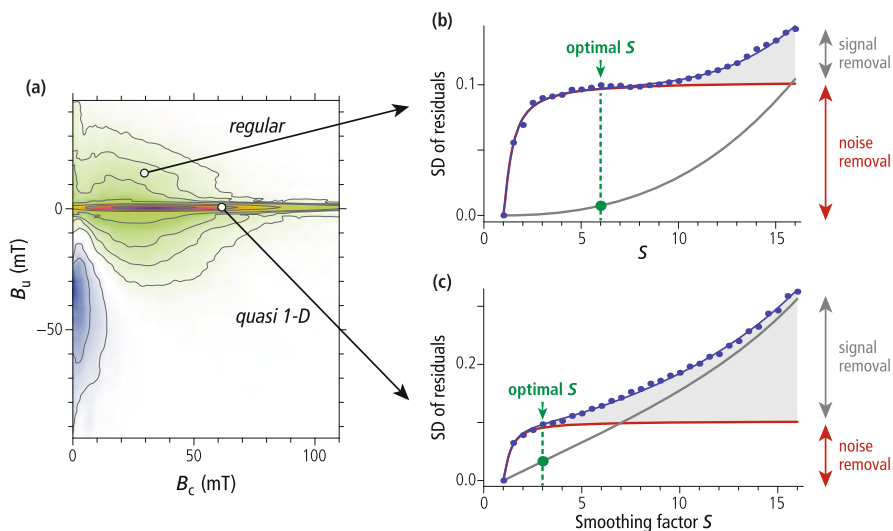 (a)
regular
quasi 1-D
0
−50
0
50
100
Bu (mT)
Bc (mT)
(b)
optimal S
0.1
0.0
SD of residuals
0
5
10
15
S
signal
removal
noise
removal
(c)
optimal S
0.2
0.0
SD of residuals
0
5
10
15
Smoothing factor S
signal
removal
noise
removal